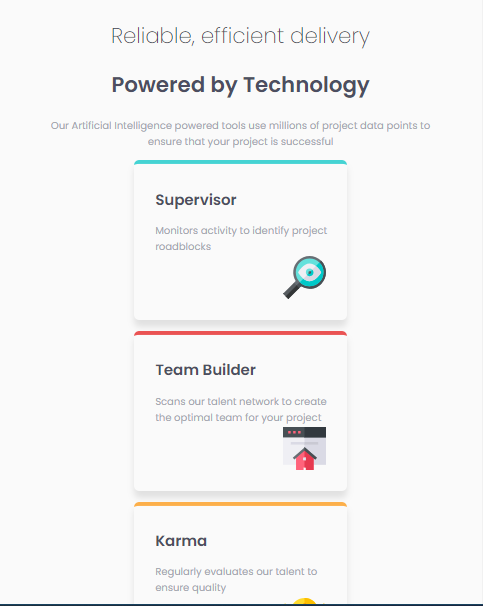 Reliable, efficient delivery
Powered by Technology
Our Artificial Intelligence powered tools use millions of project data points to
ensure that your project is successful
Supervisor
Monitors activity to identify project
roadblocks
Team Builder
Scans our talent network to create
the optimal team for your project
Karma
Regularly evaluates our talent to
ensure quality